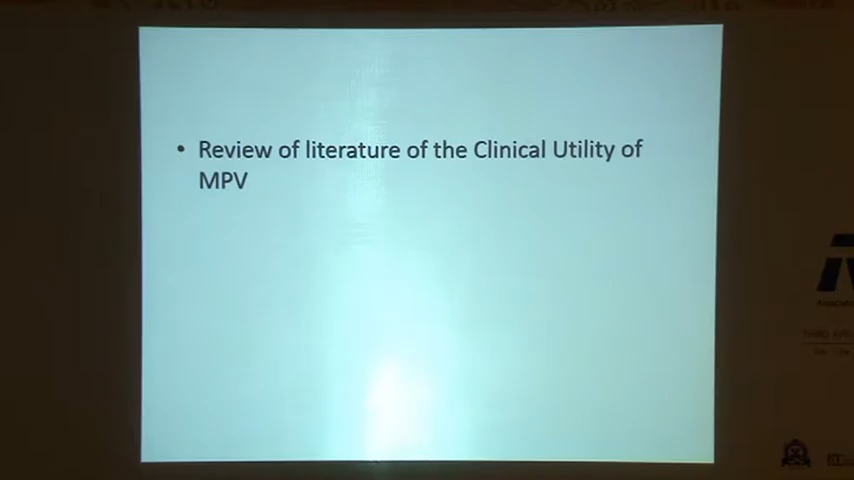 • Review of literature of the Clinical Utility of
MPV